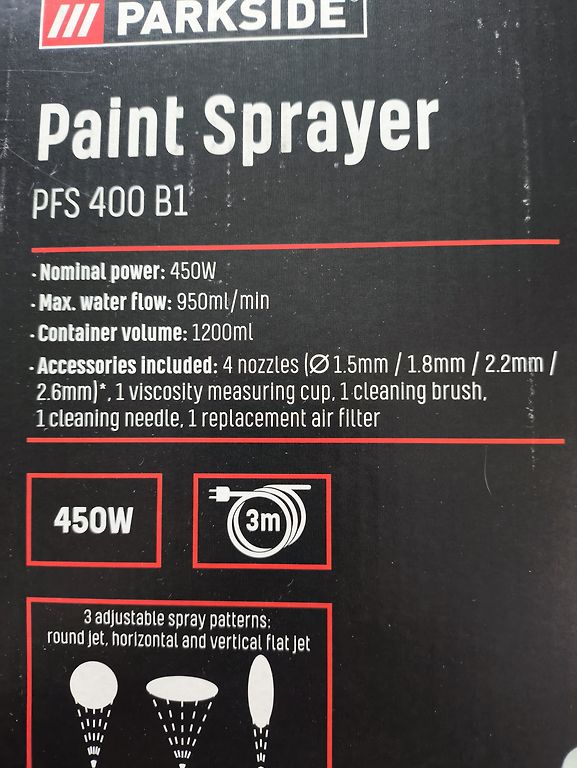 PARKSIDE®
Paint Sprayer
PFS 400 B1
· Nominal power: 450W
· Max. water flow: 950ml/min
· Container volume: 1200ml
· Accessories included: 4 nozzles (Ø 1.5mm / 1.8mm / 2.2mm /
2.6mm)*, 1 viscosity measuring cup, 1 cleaning brush,
1 cleaning needle, 1 replacement air filter
450W
3m
3 adjustable spray patterns:
round jet, horizontal and vertical flat jet